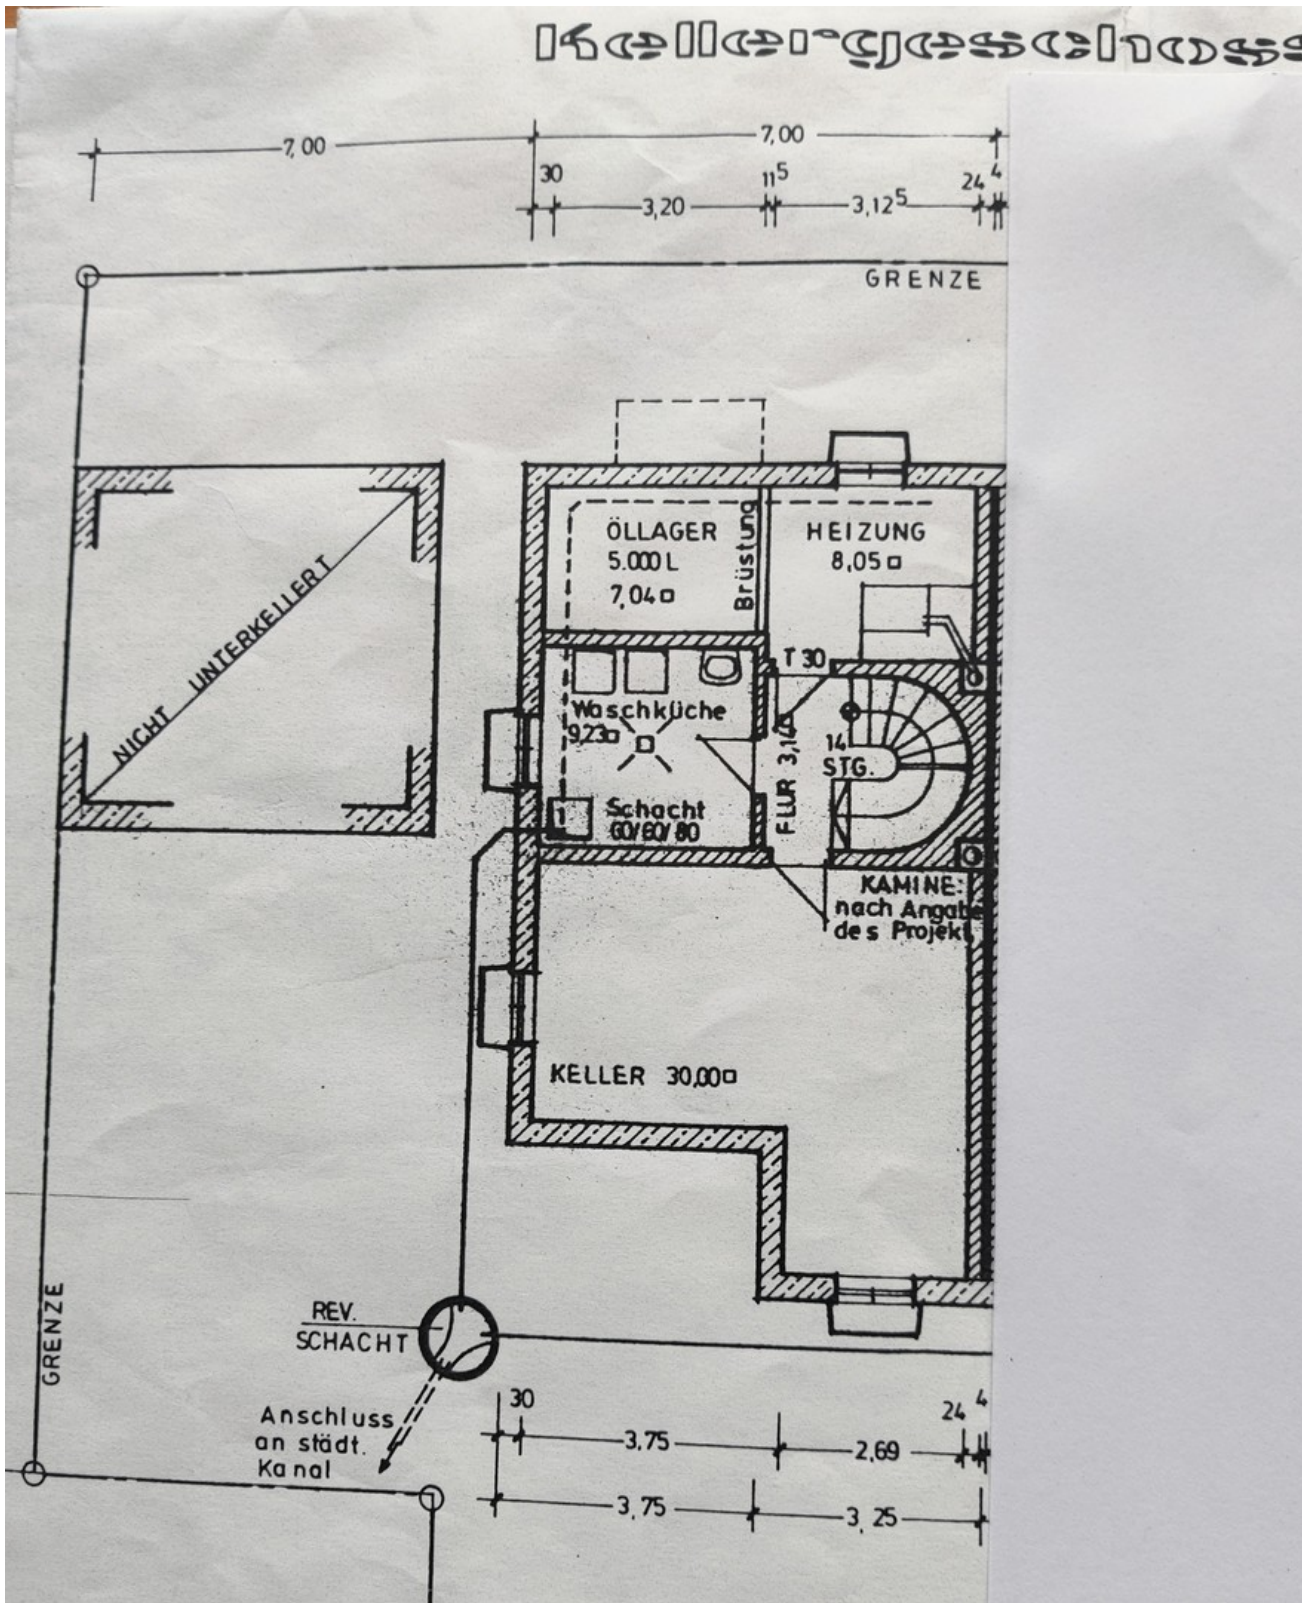 Kellergeschoss
7,00
7,00
30
11⁵
24
4
3,20
3,12⁵
GRENZE
ÖLLAGER
5.000 L
7,04□
Brüstung
HEIZUNG
8,05□
NICHT UNTERKELLERT
T 30
Waschküche
9,23□
FLUR 3,14□
14
STG.
1
Schacht
60/60/80
KAMINE:
nach Angabe
des Projekt.
KELLER 30,00□
GRENZE
REV.
SCHACHT
Anschluss
an städt.
Kanal
30
24
4
3,75
2,69
3,75
3,25